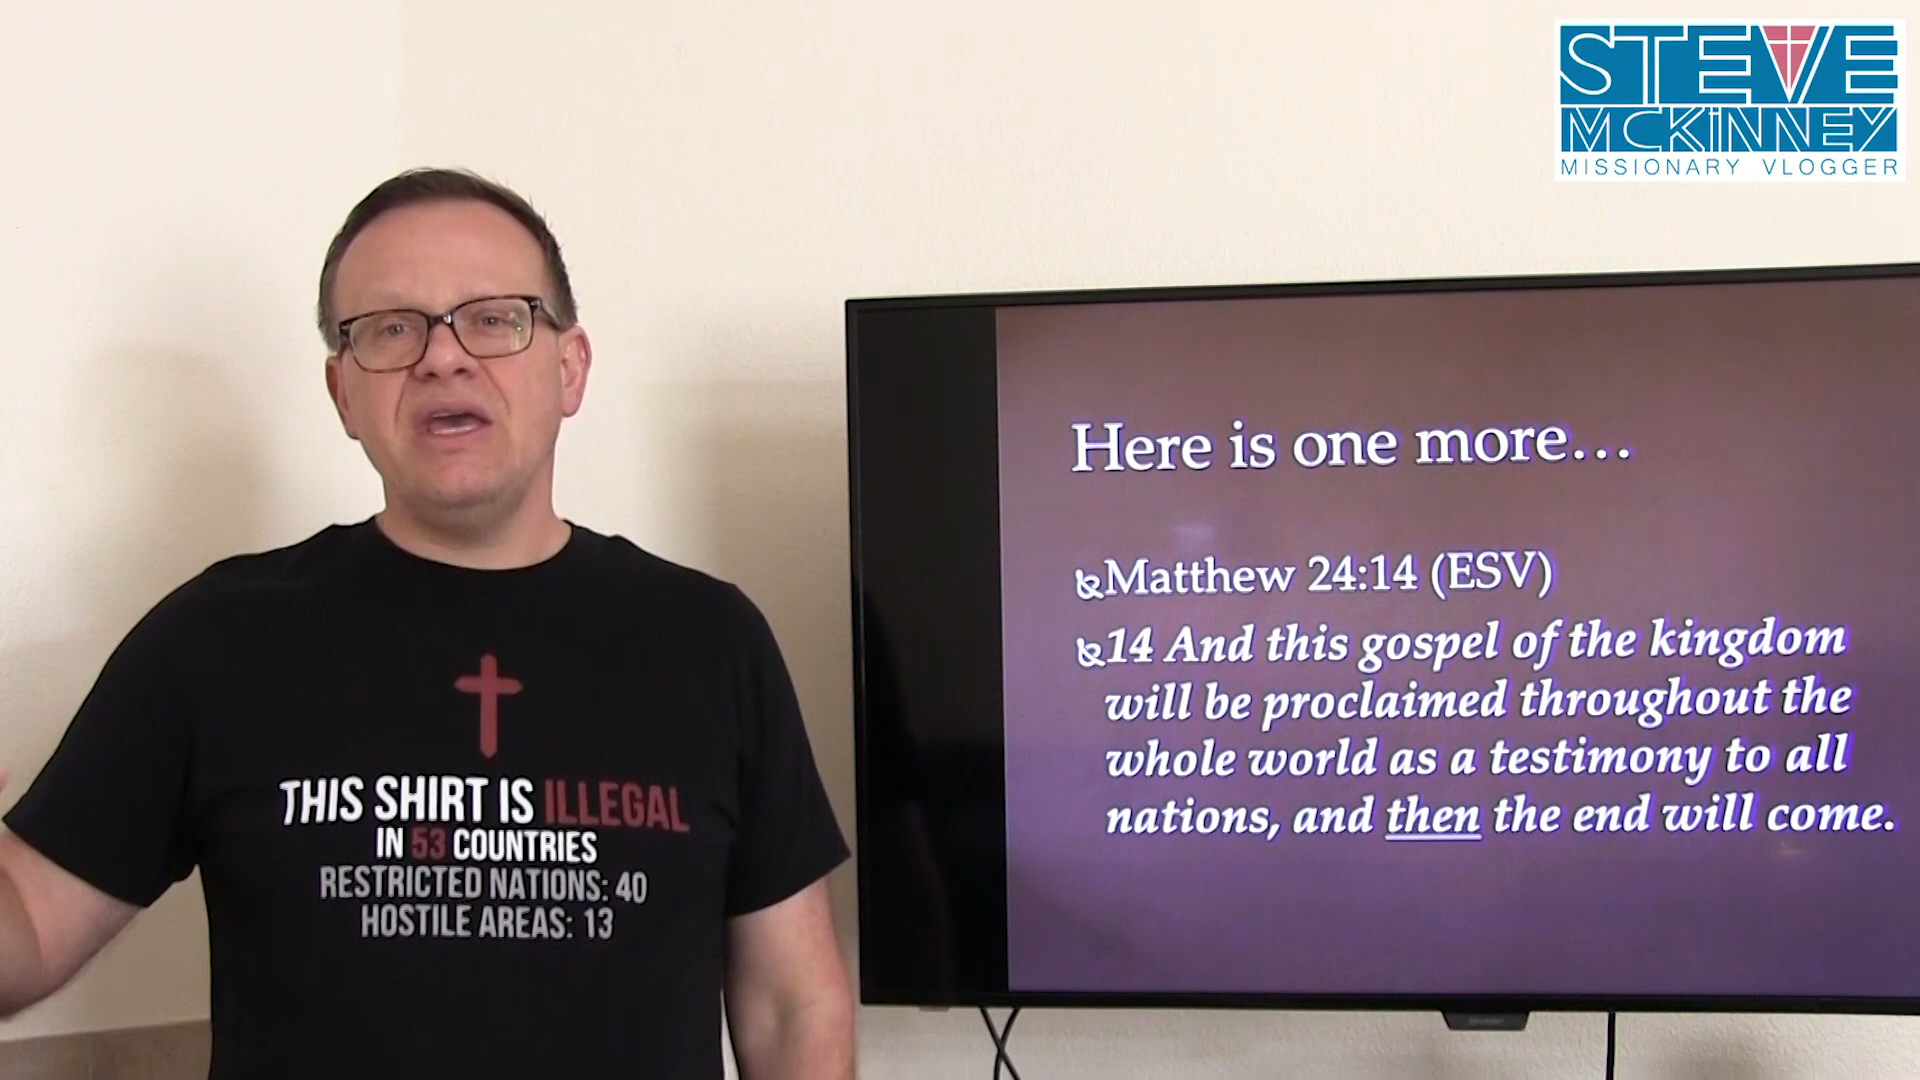 STEVE
MCKINNEY
MISSIONARY VLOGGER
THIS SHIRT IS ILLEGAL
IN 53 COUNTRIES
RESTRICTED NATIONS: 40
HOSTILE AREAS: 13
Here is one more…
Matthew 24:14 (ESV)
14 And this gospel of the kingdom
will be proclaimed throughout the
whole world as a testimony to all
nations, and then the end will come.